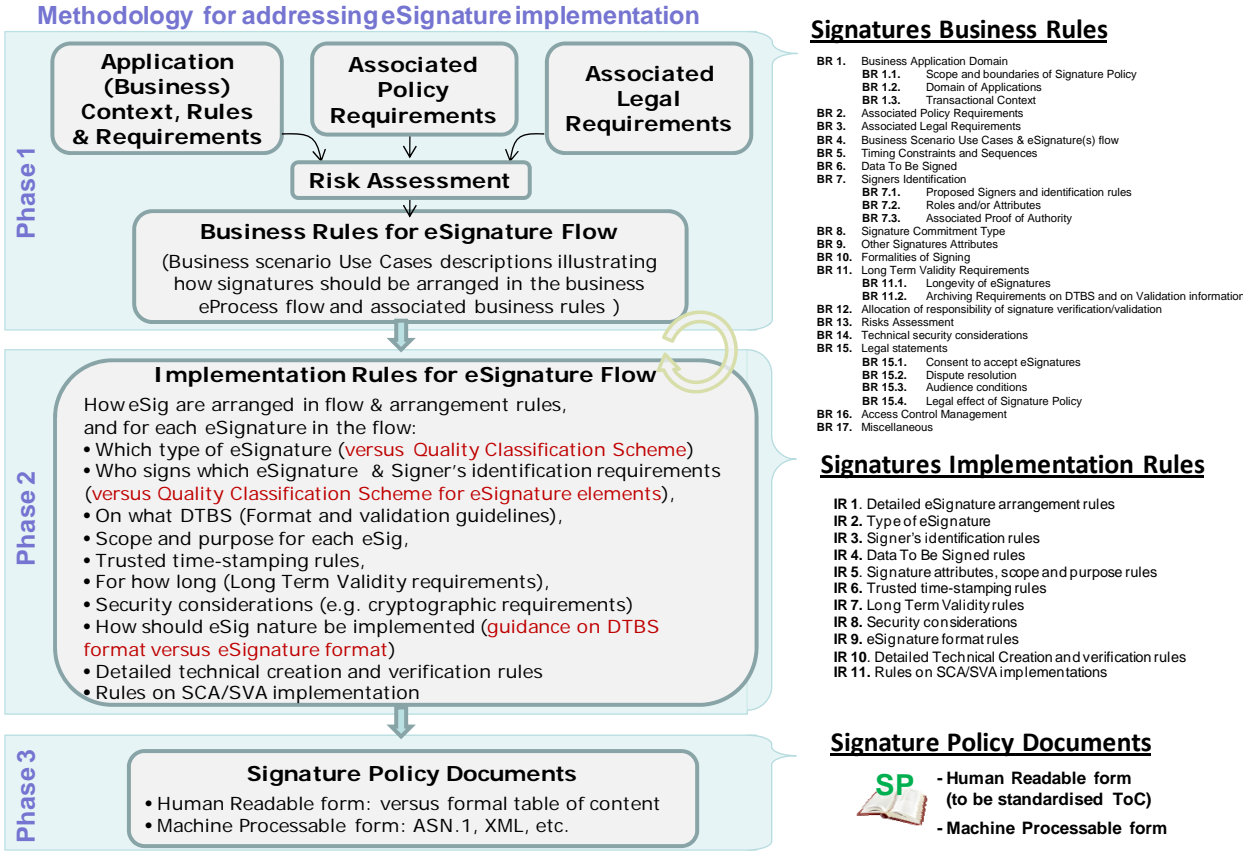 Methodology for addressing eSignature implementation
Phase 1
Application
(Business)
Context, Rules
& Requirements
Associated
Policy
Requirements
Associated
Legal
Requirements
Risk Assessment
Business Rules for eSignature Flow
(Business scenario Use Cases descriptions illustrating
how signatures should be arranged in the business
eProcess flow and associated business rules )
Phase 2
Implementation Rules for eSignature Flow
How eSig are arranged in flow & arrangement rules,
and for each eSignature in the flow:
• Which type of eSignature (versus Quality Classification Scheme)
• Who signs which eSignature & Signer's identification requirements
(versus Quality Classification Scheme for eSignature elements),
• On what DTBS (Format and validation guidelines),
• Scope and purpose for each eSig,
• Trusted time-stamping rules,
• For how long (Long Term Validity requirements),
• Security considerations (e.g. cryptographic requirements)
• How should eSig nature be implemented (guidance on DTBS
format versus eSignature format)
• Detailed technical creation and verification rules
• Rules on SCA/SVA implementation
Phase 3
Signature Policy Documents
• Human Readable form: versus formal table of content
• Machine Processable form: ASN.1, XML, etc.
Signatures Business Rules
BR 1. Business Application Domain
BR 1.1. Scope and boundaries of Signature Policy
BR 1.2. Domain of Applications
BR 1.3. Transactional Context
BR 2. Associated Policy Requirements
BR 3. Associated Legal Requirements
BR 4. Business Scenario Use Cases & eSignature(s) flow
BR 5. Timing Constraints and Sequences
BR 6. Data To Be Signed
BR 7. Signers Identification
BR 7.1. Proposed Signers and identification rules
BR 7.2. Roles and/or Attributes
BR 7.3. Associated Proof of Authority
BR 8. Signature Commitment Type
BR 9. Other Signatures Attributes
BR 10. Formalities of Signing
BR 11. Long Term Validity Requirements
BR 11.1. Longevity of eSignatures
BR 11.2. Archiving Requirements on DTBS and on Validation information
BR 12. Allocation of responsibility of signature verification/validation
BR 13. Risks Assessment
BR 14. Technical security considerations
BR 15. Legal statements
BR 15.1. Consent to accept eSignatures
BR 15.2. Dispute resolution
BR 15.3. Audience conditions
BR 15.4. Legal effect of Signature Policy
BR 16. Access Control Management
BR 17. Miscellaneous
Signatures Implementation Rules
IR 1. Detailed eSignature arrangement rules
IR 2. Type of eSignature
IR 3. Signer's identification rules
IR 4. Data To Be Signed rules
IR 5. Signature attributes, scope and purpose rules
IR 6. Trusted time-stamping rules
IR 7. Long Term Validity rules
IR 8. Security considerations
IR 9. eSignature format rules
IR 10. Detailed Technical Creation and verification rules
IR 11. Rules on SCA/SVA implementations
Signature Policy Documents
SP
- Human Readable form
(to be standardised ToC)
- Machine Processable form